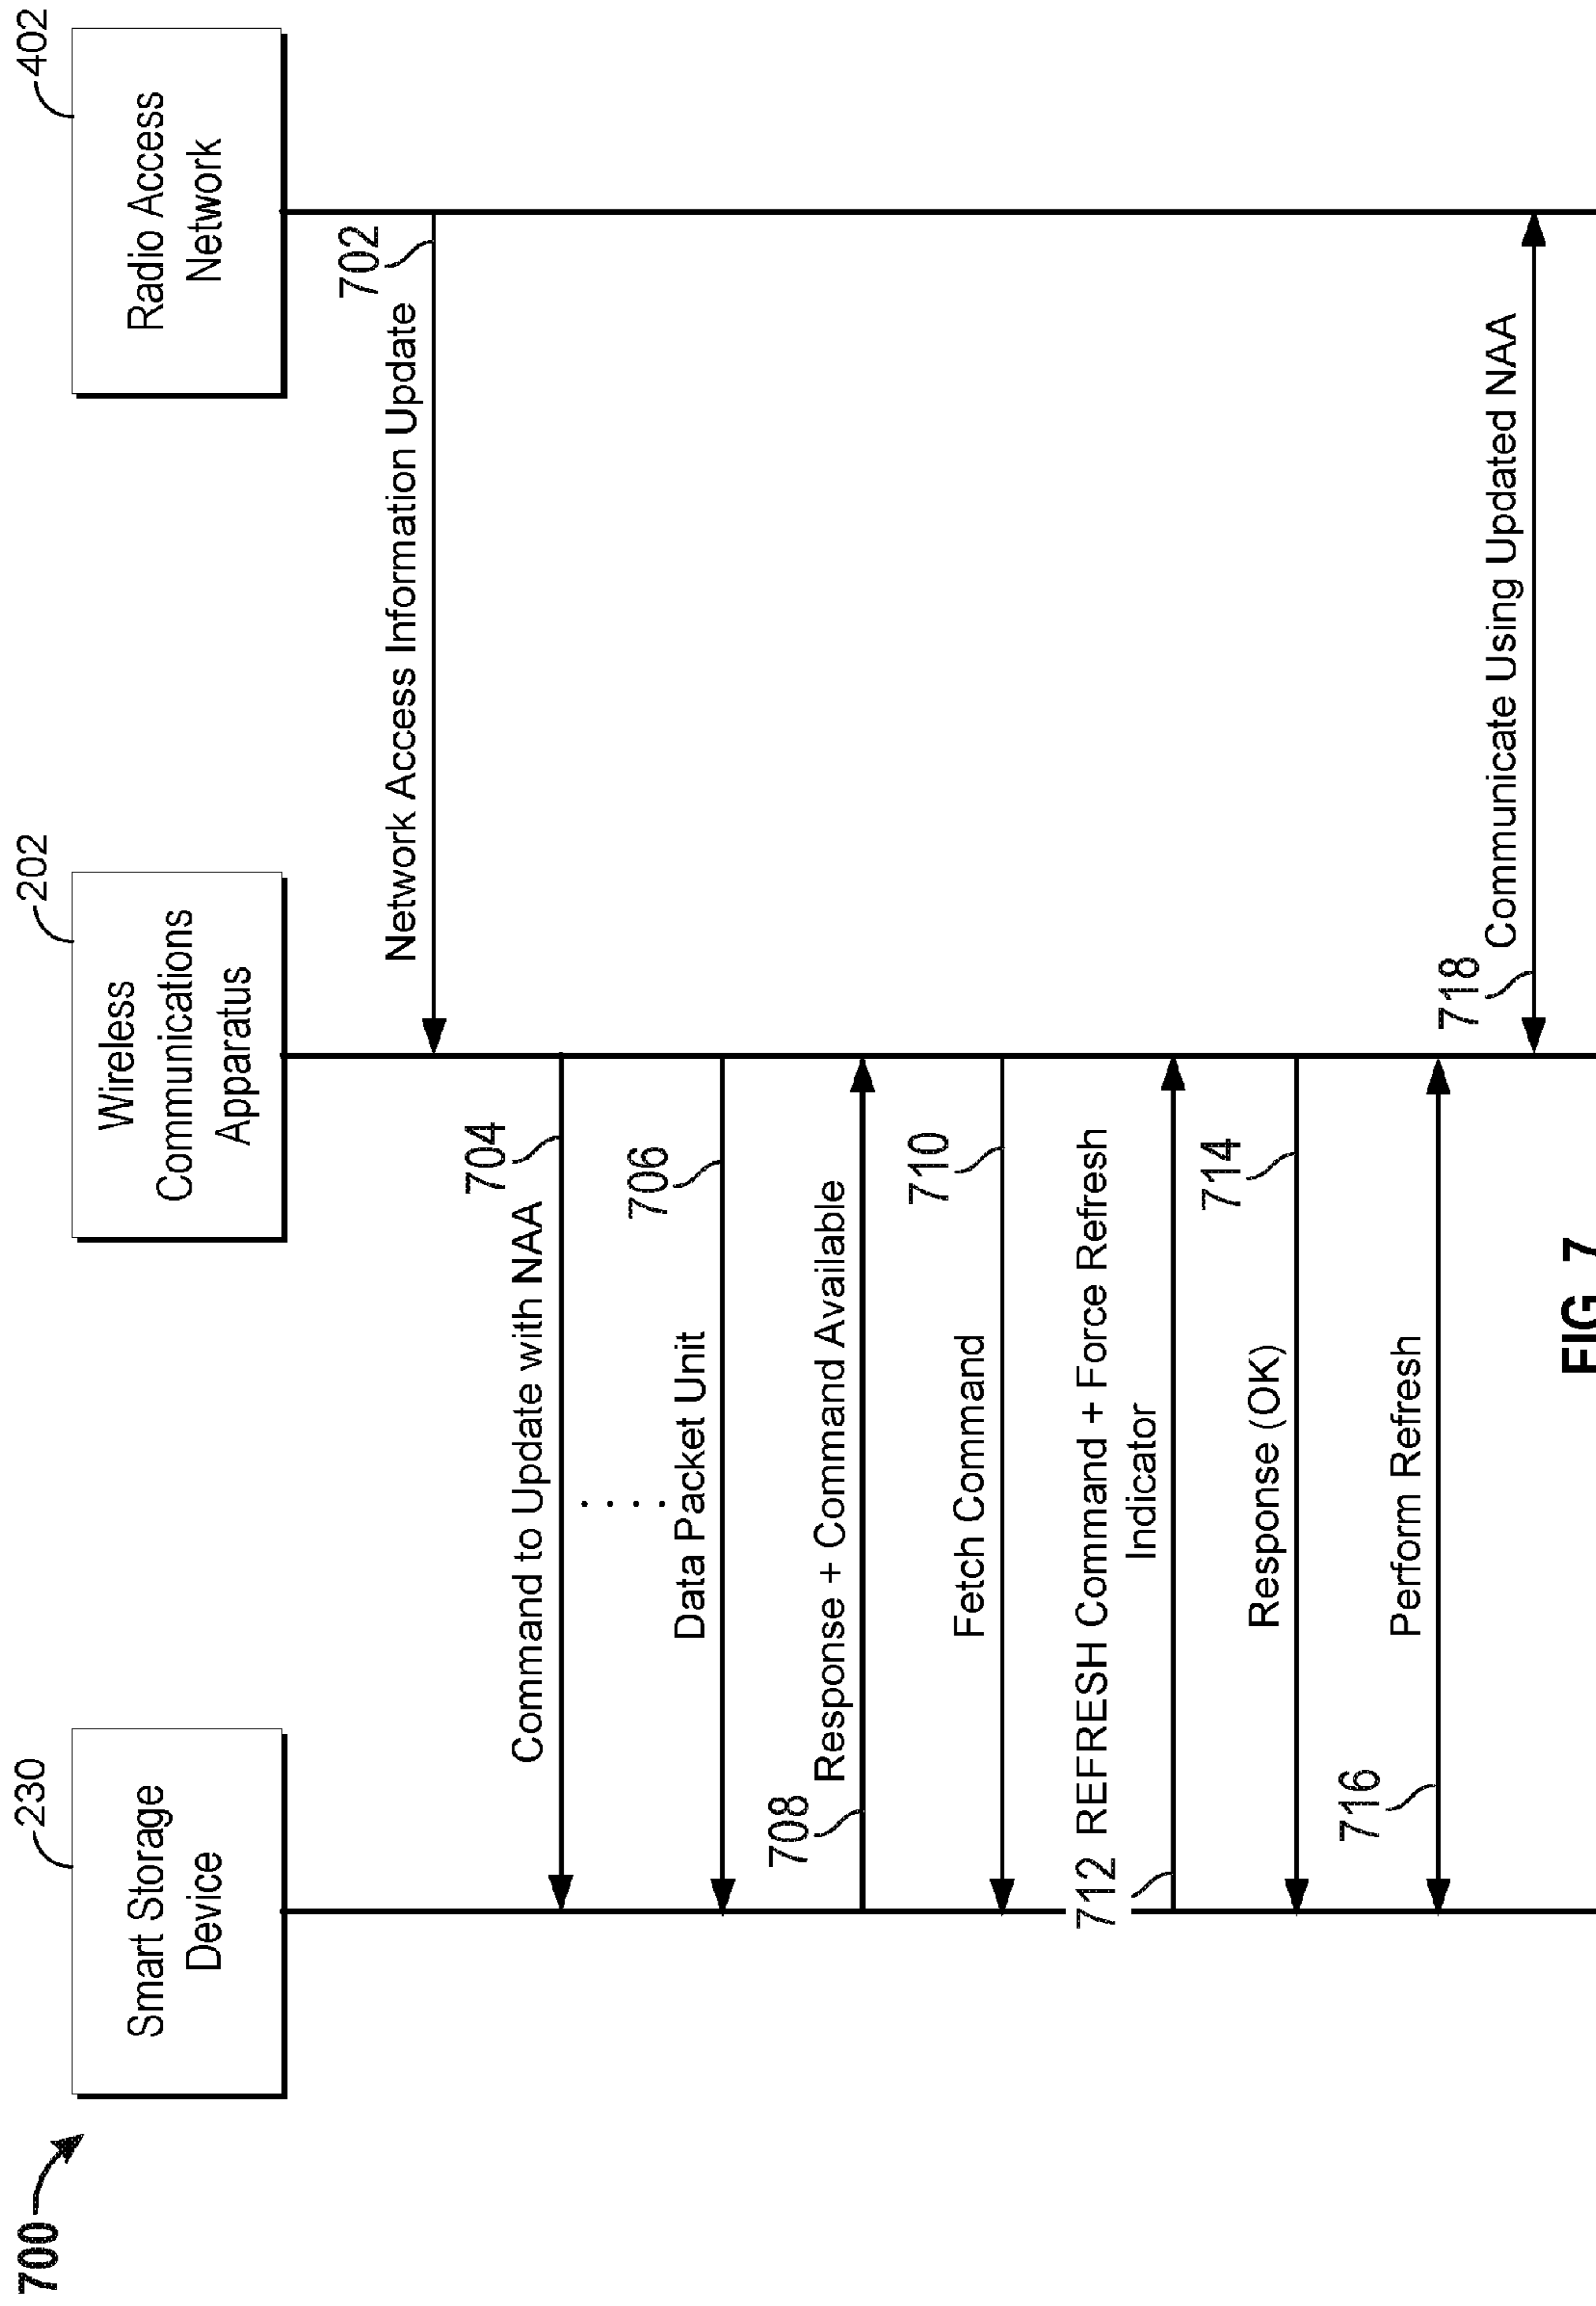 700
230
202
402
Smart Storage
Device
Wireless
Communications
Apparatus
Radio Access
Network
702
Network Access Information Update
704
Command to Update with NAA
....
706
Data Packet Unit
708
Response + Command Available
710
Fetch Command
712 REFRESH Command + Force Refresh
Indicator
714
Response (OK)
716
Perform Refresh
718
Communicate Using Updated NAA
FIG. 7